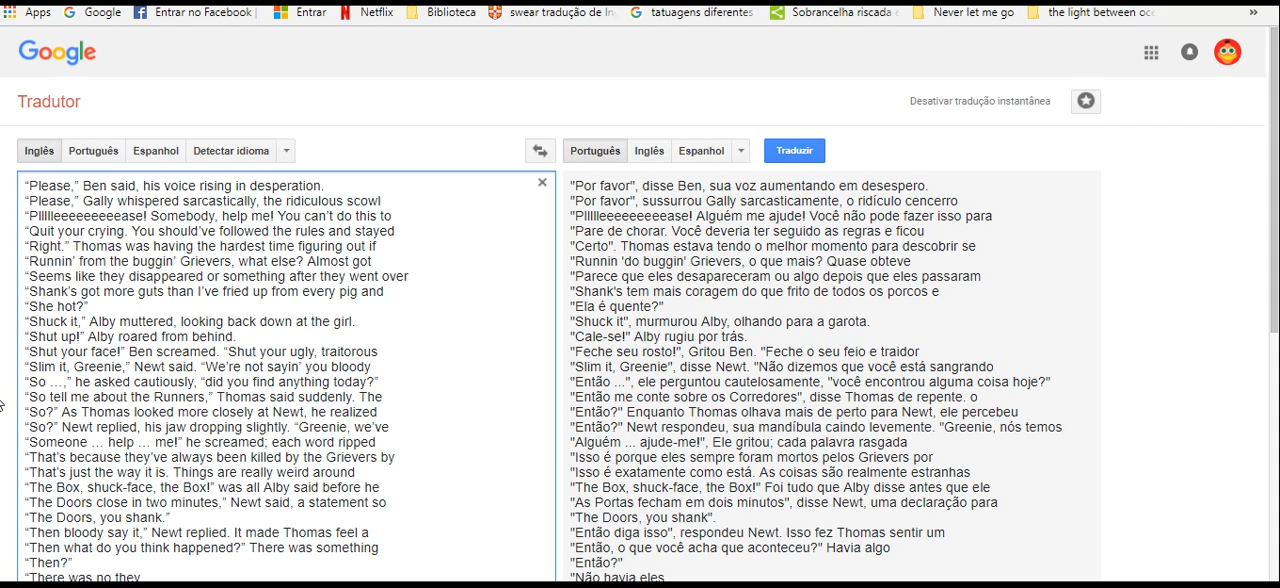 Apps Google Entrar no Facebook Entrar Netflix Biblioteca swear tradução de In tatuagens diferentes Sobrancelha riscada Never let me go the light between oce »
Google
Tradutor
Desativar tradução instantânea
Inglês Português Espanhol Detectar idioma Português Inglês Espanhol Traduzir
“Please,” Ben said, his voice rising in desperation.
“Please,” Gally whispered sarcastically, the ridiculous scowl
“Plllleeeeeeeeeease! Somebody, help me! You can’t do this to
“Quit your crying. You should’ve followed the rules and stayed
“Right.” Thomas was having the hardest time figuring out if
“Runnin’ from the buggin’ Grievers, what else? Almost got
“Seems like they disappeared or something after they went over
“Shank’s got more guts than I’ve fried up from every pig and
“She hot?”
“Shuck it,” Alby muttered, looking back down at the girl.
“Shut up!” Alby roared from behind.
“Shut your face!” Ben screamed. “Shut your ugly, traitorous
“Slim it, Greenie,” Newt said. “We’re not sayin’ you bloody
“So …,” he asked cautiously, “did you find anything today?”
“So tell me about the Runners,” Thomas said suddenly. The
“So?” As Thomas looked more closely at Newt, he realized
“So?” Newt replied, his jaw dropping slightly. “Greenie, we’ve
“Someone … help … me!” he screamed; each word ripped
“That’s because they’ve always been killed by the Grievers by
“That’s just the way it is. Things are really weird around
“The Box, shuck-face, the Box!” was all Alby said before he
“The Doors close in two minutes,” Newt said, a statement so
“The Doors, you shank.”
“Then bloody say it,” Newt replied. It made Thomas feel a
“Then what do you think happened?” There was something
“Then?”
“There was no they
"Por favor", disse Ben, sua voz aumentando em desespero.
"Por favor", sussurrou Gally sarcasticamente, o ridículo cencerro
"Plllleeeeeeeeeease! Alguém me ajude! Você não pode fazer isso para
"Pare de chorar. Você deveria ter seguido as regras e ficou
"Certo". Thomas estava tendo o melhor momento para descobrir se
"Runnin 'do buggin' Grievers, o que mais? Quase obteve
"Parece que eles desapareceram ou algo depois que eles passaram
"Shank's tem mais coragem do que frito de todos os porcos e
"Ela é quente?"
"Shuck it", murmurou Alby, olhando para a garota.
"Cale-se!" Alby rugiu por trás.
"Feche seu rosto!", Gritou Ben. "Feche o seu feio e traidor
"Slim it, Greenie", disse Newt. "Não dizemos que você está sangrando
"Então ...", ele perguntou cautelosamente, "você encontrou alguma coisa hoje?"
"Então me conte sobre os Corredores", disse Thomas de repente. o
"Então?" Enquanto Thomas olhava mais de perto para Newt, ele percebeu
"Então?" Newt respondeu, sua mandíbula caindo levemente. "Greenie, nós temos
"Alguém ... ajude-me!", Ele gritou; cada palavra rasgada
"Isso é porque eles sempre foram mortos pelos Grievers por
"Isso é exatamente como está. As coisas são realmente estranhas
"The Box, shuck-face, the Box!" Foi tudo que Alby disse antes que ele
"As Portas fecham em dois minutos", disse Newt, uma declaração para
"The Doors, you shank".
"Então diga isso", respondeu Newt. Isso fez Thomas sentir um
"Então, o que você acha que aconteceu?" Havia algo
"Então?"
"Não havia eles